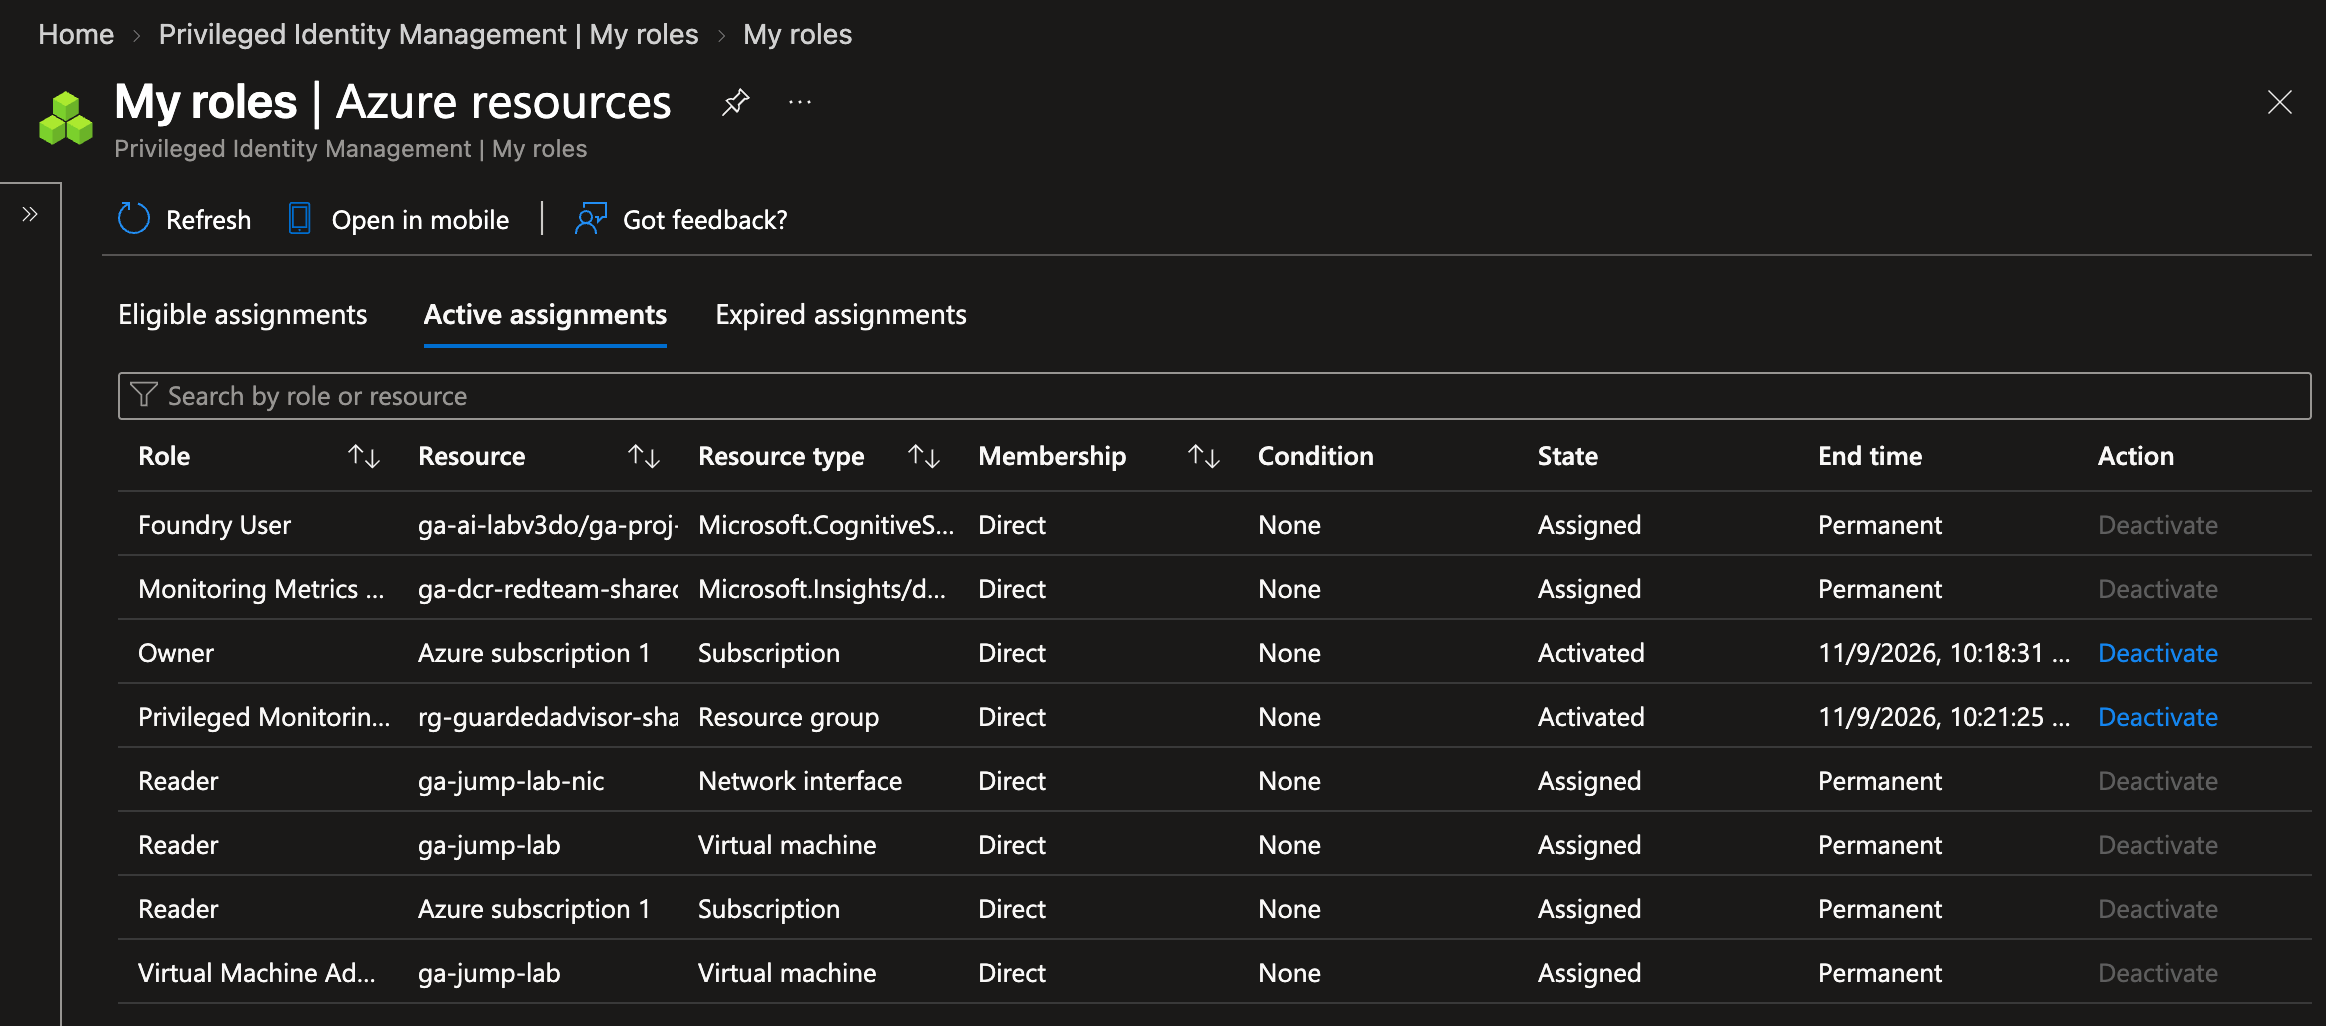 Home > Privileged Identity Management | My roles > My roles
My roles | Azure resources ...
Privileged Identity Management | My roles
Refresh Open in mobile | Got feedback?
Eligible assignments Active assignments Expired assignments
Search by role or resource
Role Resource Resource type Membership Condition State End time Action
Foundry User ga-ai-labv3do/ga-proj- Microsoft.CognitiveS... Direct None Assigned Permanent Deactivate
Monitoring Metrics ... ga-dcr-redteam-shared Microsoft.Insights/d... Direct None Assigned Permanent Deactivate
Owner Azure subscription 1 Subscription Direct None Activated 11/9/2026, 10:18:31 ... Deactivate
Privileged Monitorin... rg-guardedadvisor-sha Resource group Direct None Activated 11/9/2026, 10:21:25 ... Deactivate
Reader ga-jump-lab-nic Network interface Direct None Assigned Permanent Deactivate
Reader ga-jump-lab Virtual machine Direct None Assigned Permanent Deactivate
Reader Azure subscription 1 Subscription Direct None Assigned Permanent Deactivate
Virtual Machine Ad... ga-jump-lab Virtual machine Direct None Assigned Permanent Deactivate